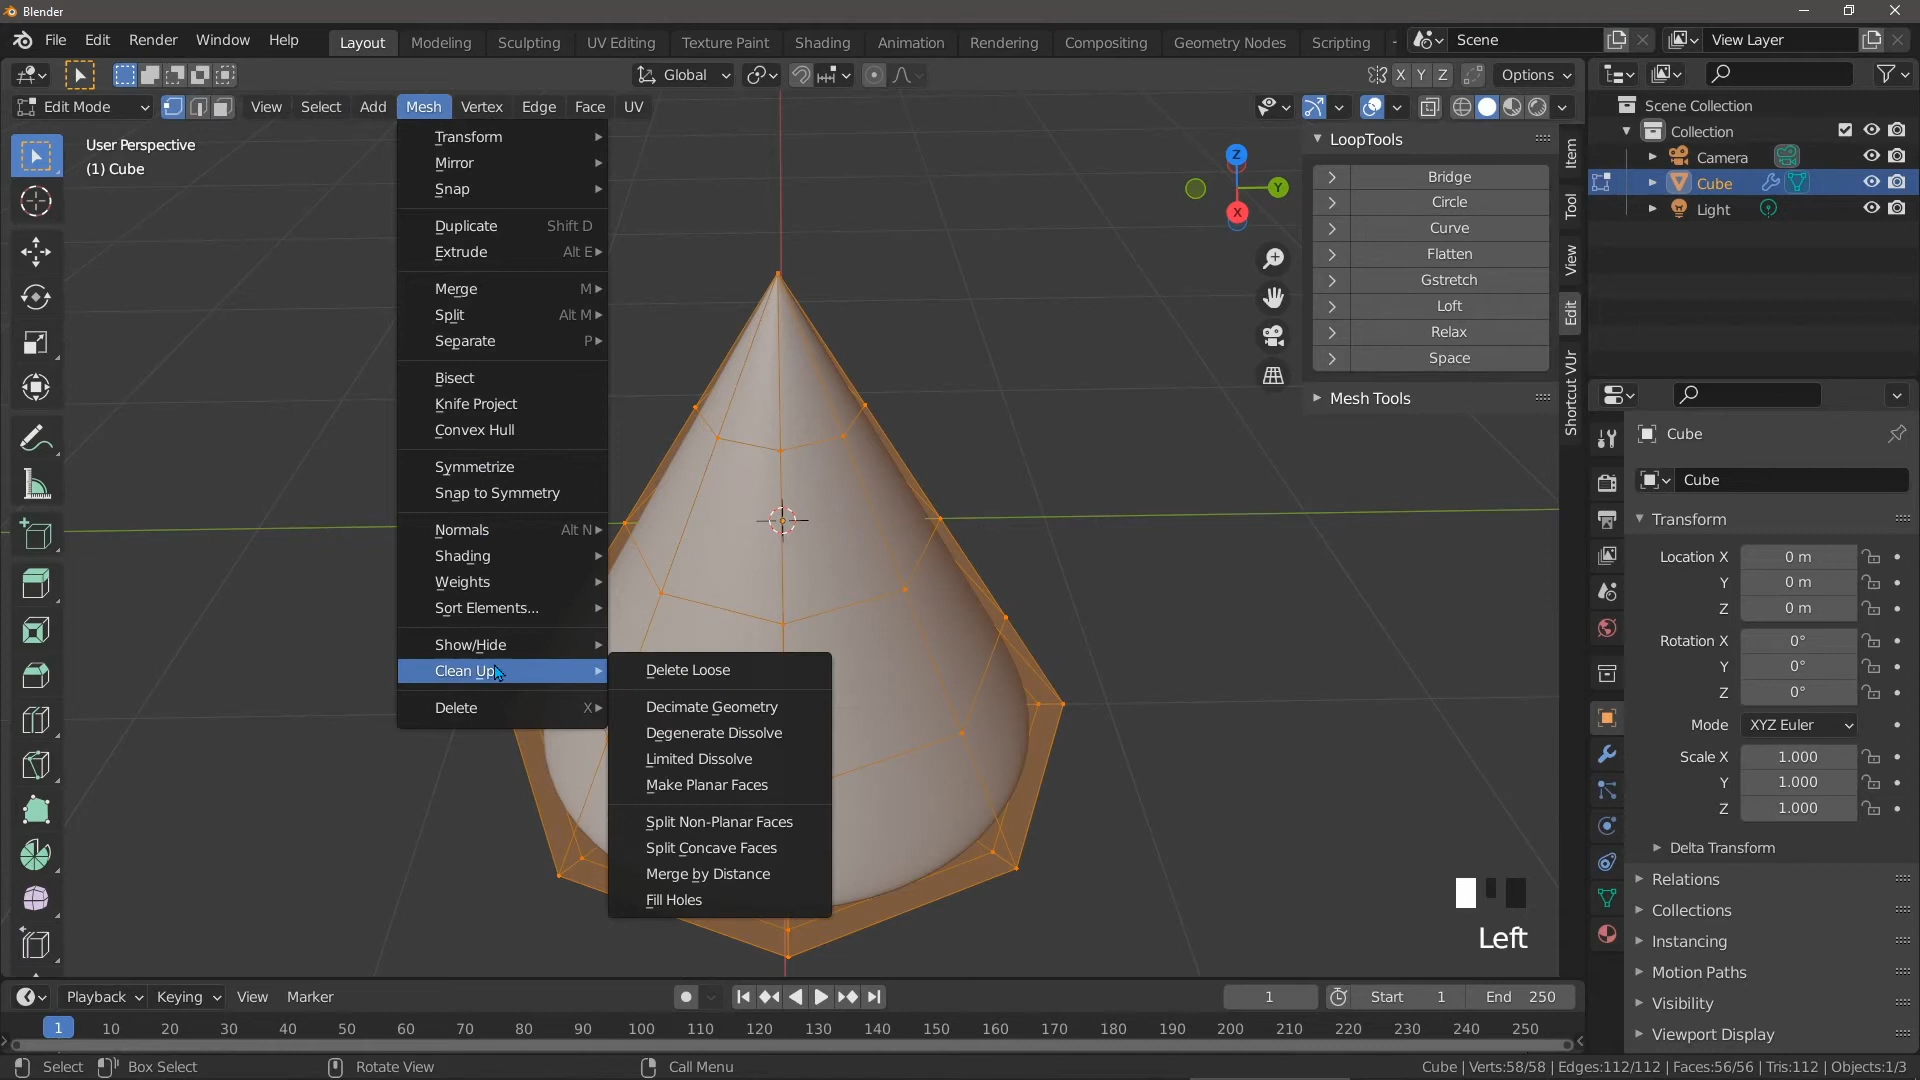 Blender
File Edit Render Window Help Layout Modeling Sculpting UV Editing Texture Paint Shading Animation Rendering Compositing Geometry Nodes Scripting Scene View Layer
Global X Y Z Options
Edit Mode View Select Add Mesh Vertex Edge Face UV
User Perspective
(1) Cube
Transform
Mirror
Snap
Duplicate Shift D
Extrude Alt E
Merge M
Split Alt M
Separate P
Bisect
Knife Project
Convex Hull
Symmetrize
Snap to Symmetry
Normals Alt N
Shading
Weights
Sort Elements...
Show/Hide
Clean Up
Delete X
Delete Loose
Decimate Geometry
Degenerate Dissolve
Limited Dissolve
Make Planar Faces
Split Non-Planar Faces
Split Concave Faces
Merge by Distance
Fill Holes
Z
Y
X
LoopTools
Bridge
Circle
Curve
Flatten
Gstretch
Loft
Relax
Space
Mesh Tools
Item
Tool
View
Edit
Shortcut VUr
Left
Scene Collection
Collection
Camera
Cube
Light
Cube
Cube
Transform
Location X 0 m
Y 0 m
Z 0 m
Rotation X 0°
Y 0°
Z 0°
Mode XYZ Euler
Scale X 1.000
Y 1.000
Z 1.000
Delta Transform
Relations
Collections
Instancing
Motion Paths
Visibility
Viewport Display
Playback Keying View Marker 1 Start 1 End 250
1 10 20 30 40 50 60 70 80 90 100 110 120 130 140 150 160 170 180 190 200 210 220 230 240 250
Select Box Select Rotate View Call Menu Cube | Verts:58/58 | Edges:112/112 | Faces:56/56 | Tris:112 | Objects:1/3